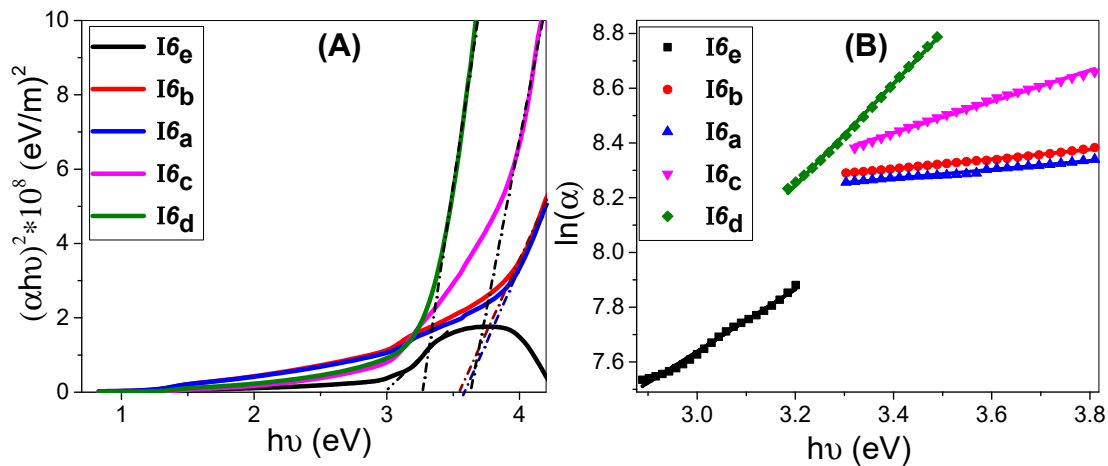 (A)
(αhυ)²*10⁸ (eV/m)²
10
8
6
4
2
0
I6e
I6b
I6a
I6c
I6d
1 2 3 4
hυ (eV)
(B)
ln(α)
8.8
8.6
8.4
8.2
8.0
7.8
7.6
I6e
I6b
I6a
I6c
I6d
3.0 3.2 3.4 3.6 3.8
hυ (eV)